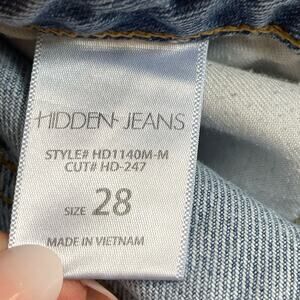 HIDDEN JEANS
STYLE# HD1140M-M
CUT# HD-247
SIZE 28
MADE IN VIETNAM